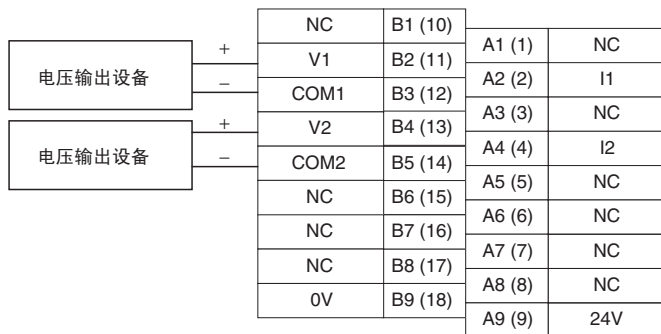 NC B1 (10)
A1 (1) NC
+ V1 B2 (11)
电压输出设备
A2 (2) I1
− COM1 B3 (12)
A3 (3) NC
+ V2 B4 (13)
A4 (4) I2
电压输出设备
− COM2 B5 (14)
A5 (5) NC
NC B6 (15)
A6 (6) NC
NC B7 (16)
A7 (7) NC
NC B8 (17)
A8 (8) NC
0V B9 (18)
A9 (9) 24V